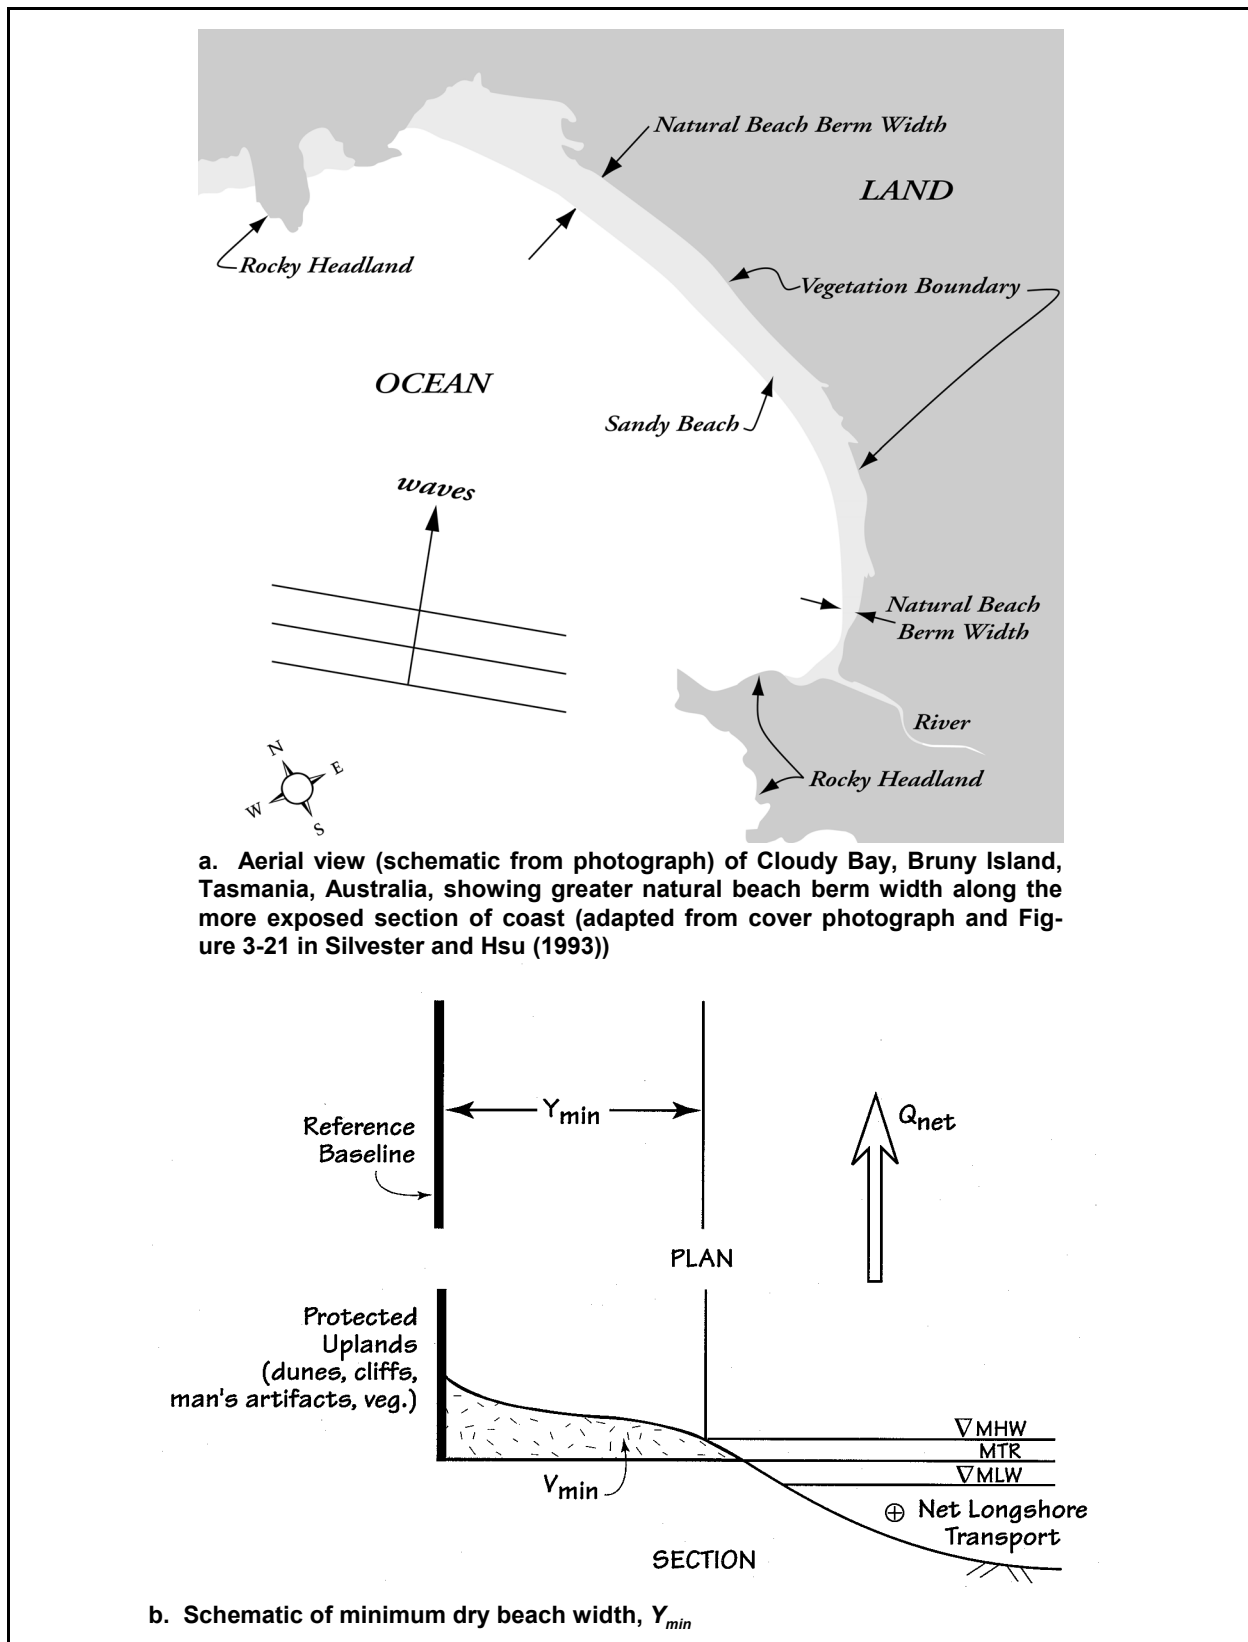 Natural Beach Berm Width
LAND
Rocky Headland
Vegetation Boundary
OCEAN
Sandy Beach
waves
Natural Beach
Berm Width
River
N
E
W
S
Rocky Headland
a. Aerial view (schematic from photograph) of Cloudy Bay, Bruny Island,
Tasmania, Australia, showing greater natural beach berm width along the
more exposed section of coast (adapted from cover photograph and Fig-
ure 3-21 in Silvester and Hsu (1993))
Ymin
Qnet
Reference
Baseline
PLAN
Protected
Uplands
(dunes, cliffs,
man's artifacts, veg.)
MHW
MTR
MLW
Vmin
Net Longshore
Transport
SECTION
b. Schematic of minimum dry beach width, Ymin